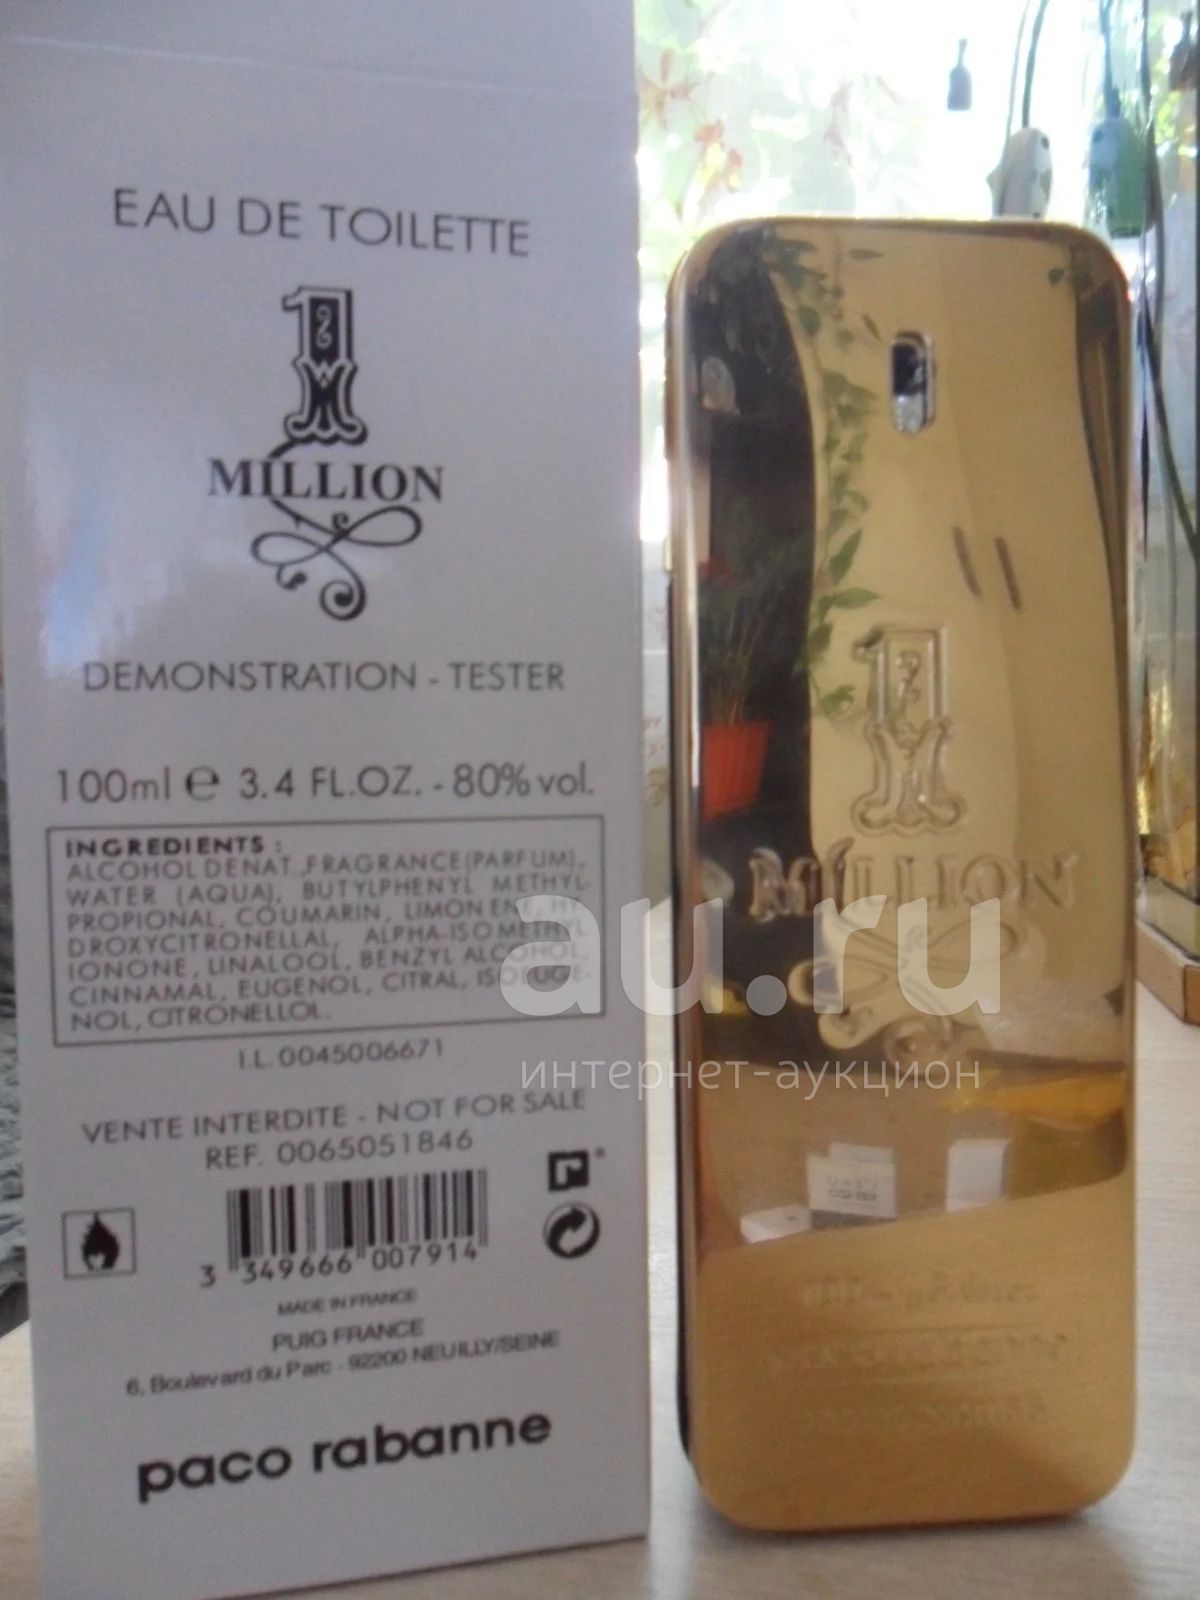 EAU DE TOILETTE
1
MILLION
DEMONSTRATION - TESTER
100ml e 3.4 FL.OZ. - 80% vol.
INGREDIENTS :
ALCOHOL DENAT., FRAGRANCE (PARFUM),
WATER (AQUA), BUTYLPHENYL METHYL-
PROPIONAL, COUMARIN, LIMONENE, HY-
DROXYCITRONELLAL, ALPHA-ISOMETHYL
IONONE, LINALOOL, BENZYL ALCOHOL,
CINNAMAL, EUGENOL, CITRAL, ISOEUGE-
NOL, CITRONELLOL.
I.L. 0045006671
VENTE INTERDITE - NOT FOR SALE
REF. 0065051846
3 349666 007914
MADE IN FRANCE
PUIG FRANCE
6, Boulevard du Parc - 92200 NEUILLY/SEINE
paco rabanne
1
MILLION
au.ru
интернет-аукцион